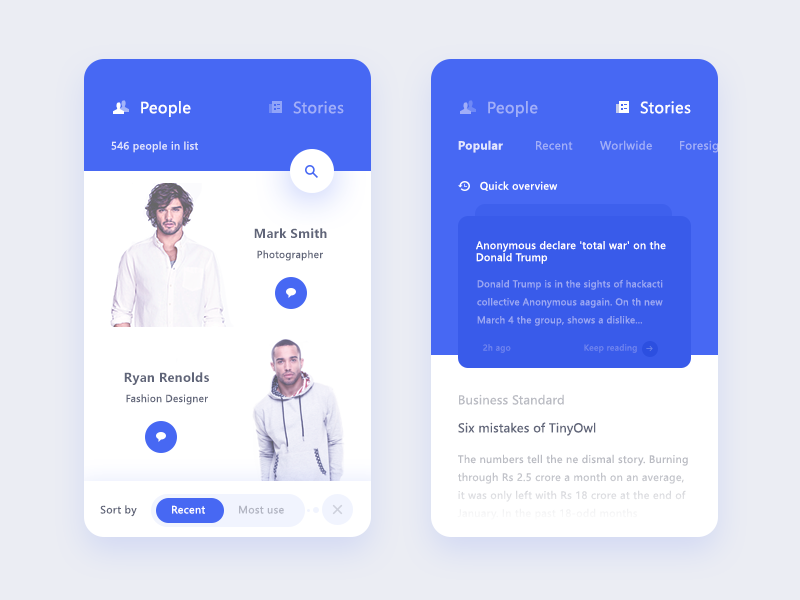 People
Stories
546 people in list
Mark Smith
Photographer
Ryan Renolds
Fashion Designer
Sort by
Recent
Most use
People
Stories
Popular
Recent
Worlwide
Foresig
Quick overview
Anonymous declare 'total war' on the
Donald Trump
Donald Trump is in the sights of hackacti
collective Anonymous aagain. On th new
March 4 the group, shows a dislike...
2h ago
Keep reading
Business Standard
Six mistakes of TinyOwl
The numbers tell the ne dismal story. Burning
through Rs 2.5 crore a month on an average,
it was only left with Rs 18 crore at the end of
January. In the past 18-odd months